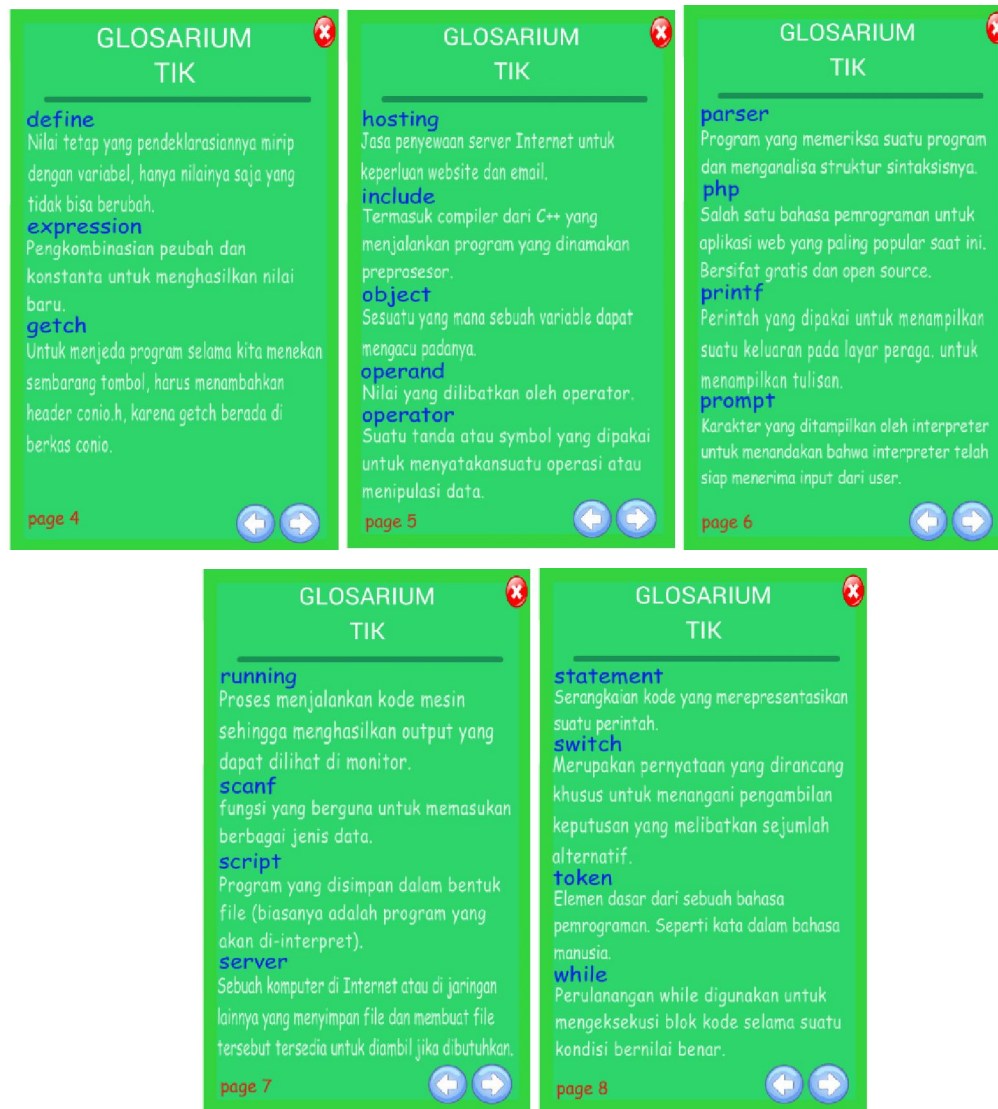 GLOSARIUM
TIK
define
Nilai tetap yang pendeklarasiannya mirip
dengan variabel, hanya nilainya saja yang
tidak bisa berubah.
expression
Pengkombinasian peubah dan
konstanta untuk menghasilkan nilai
baru.
getch
Untuk menjeda program selama kita menekan
sembarang tombol, harus menambahkan
header conio.h, karena getch berada di
berkas conio.
page 4
GLOSARIUM
TIK
hosting
Jasa penyewaan server Internet untuk
keperluan website dan email.
include
Termasuk compiler dari C++ yang
menjalankan program yang dinamakan
preprosesor.
object
Sesuatu yang mana sebuah variable dapat
mengacu padanya.
operand
Nilai yang dilibatkan oleh operator.
operator
Suatu tanda atau symbol yang dipakai
untuk menyatakansuatu operasi atau
menipulasi data.
page 5
GLOSARIUM
TIK
parser
Program yang memeriksa suatu program
dan menganalisa struktur sintaksisnya.
php
Salah satu bahasa pemrograman untuk
aplikasi web yang paling popular saat ini.
Bersifat gratis dan open source.
printf
Perintah yang dipakai untuk menampilkan
suatu keluaran pada layar peraga. untuk
menampilkan tulisan.
prompt
Karakter yang ditampilkan oleh interpreter
untuk menandakan bahwa interpreter telah
siap menerima input dari user.
page 6
GLOSARIUM
TIK
running
Proses menjalankan kode mesin
sehingga menghasilkan output yang
dapat dilihat di monitor.
scanf
fungsi yang berguna untuk memasukan
berbagai jenis data.
script
Program yang disimpan dalam bentuk
file (biasanya adalah program yang
akan di-interpret).
server
Sebuah komputer di Internet atau di jaringan
lainnya yang menyimpan file dan membuat file
tersebut tersedia untuk diambil jika dibutuhkan.
page 7
GLOSARIUM
TIK
statement
Serangkaian kode yang merepresentasikan
suatu perintah.
switch
Merupakan pernyataan yang dirancang
khusus untuk menangani pengambilan
keputusan yang melibatkan sejumlah
alternatif.
token
Elemen dasar dari sebuah bahasa
pemrograman. Seperti kata dalam bahasa
manusia.
while
Perulanangan while digunakan untuk
mengeksekusi blok kode selama suatu
kondisi bernilai benar.
page 8